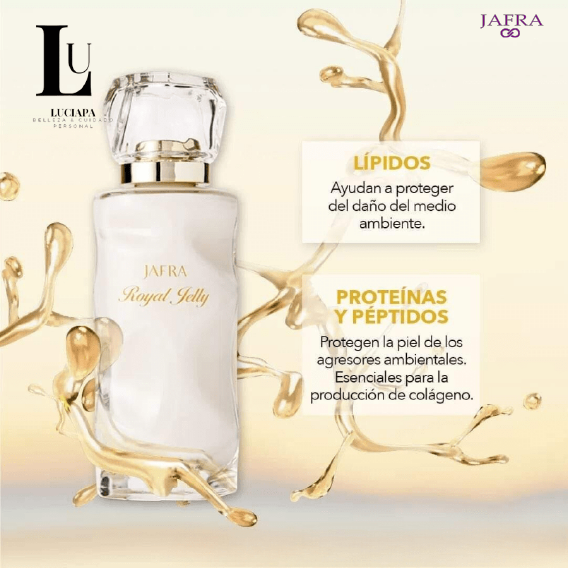 LU
LUCIAPA
BELLEZA & CUIDADO
PERSONAL
JAFRA
LÍPIDOS
Ayudan a proteger
del daño del medio
ambiente.
JAFRA
Royal Jelly
PROTEÍNAS
Y PÉPTIDOS
Protegen la piel de los
agresores ambientales.
Esenciales para la
producción de colágeno.